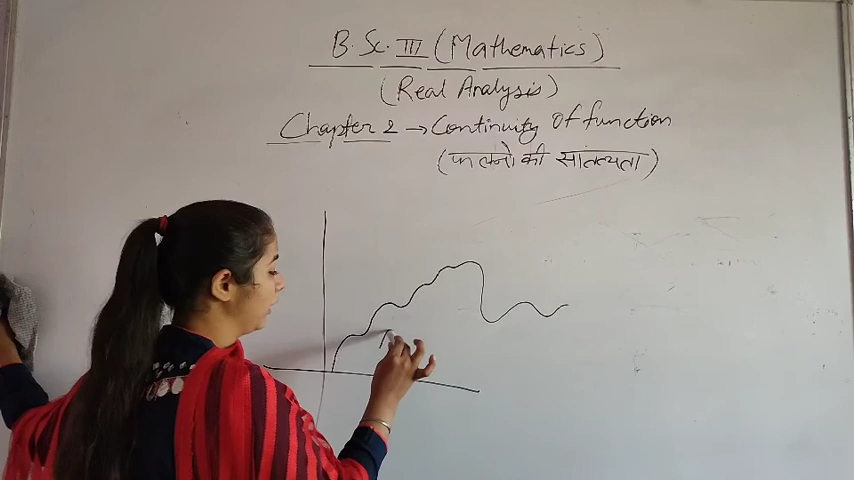 B.Sc. III (Mathematics)
(Real Analysis)
Chapter 2 → Continuity Of function
(फलनो की सांतत्यता)